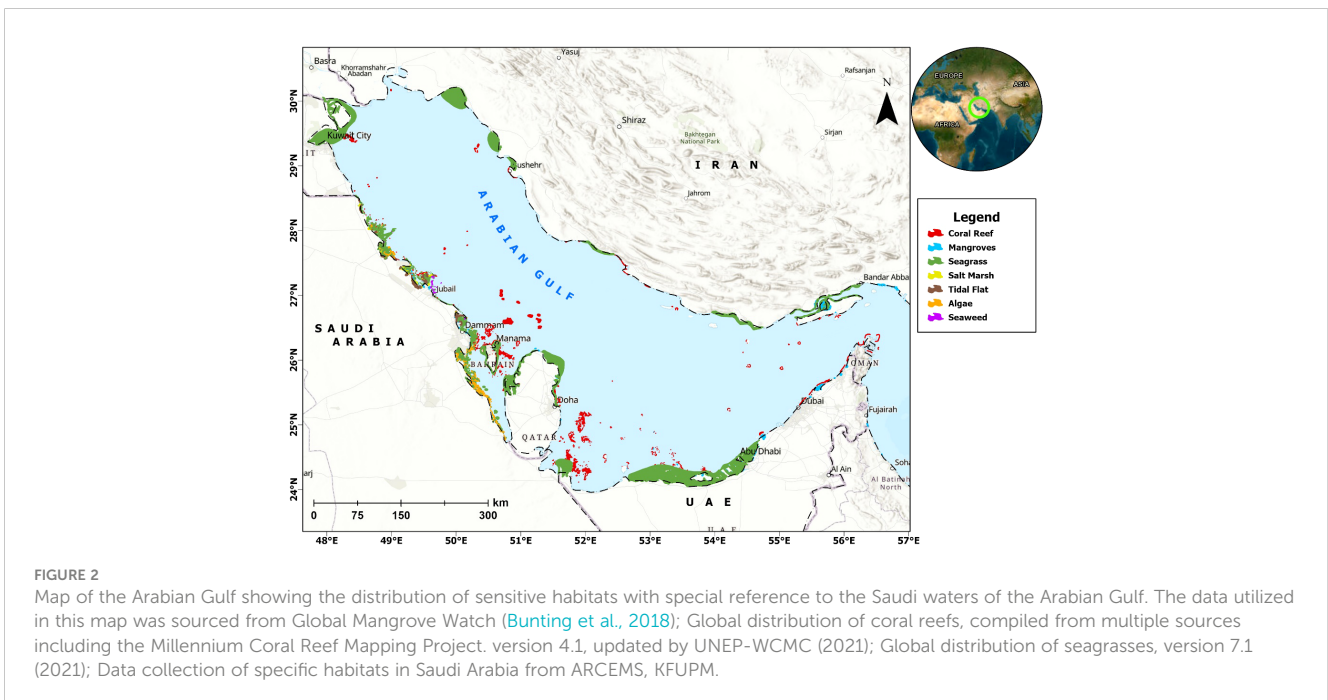 Yasuj
Basra
Khorramshahr
Abadan
Rafsanjan
N
EUROPE
ASIA
AFRICA
30°N
Kuwait City
IT
Shiraz
Bakhtegan
National Park
Sirjan
29°N
ushehr
I R A N
Jahrom
ARABIAN GULF
Legend
Coral Reef
Mangroves
Seagrass
Salt Marsh
Tidal Flat
Algae
Seaweed
28°N
27°N
Jubail
Bandar Abba
SAUDI
ARABIA
Dammam
Manama
26°N
BAHRAIN
OMAN
Doha
Dubai
Fujairah
25°N
QATAR
Abu Dhabi
Al Ain
Soha
arj
Al Batinah
North
24°N
U A E
km
0 75 150 300
U A E
48°E 49°E 50°E 51°E 52°E 53°E 54°E 55°E 56°E 57°E
FIGURE 2
Map of the Arabian Gulf showing the distribution of sensitive habitats with special reference to the Saudi waters of the Arabian Gulf. The data utilized
in this map was sourced from Global Mangrove Watch (Bunting et al., 2018); Global distribution of coral reefs, compiled from multiple sources
including the Millennium Coral Reef Mapping Project. version 4.1, updated by UNEP-WCMC (2021); Global distribution of seagrasses, version 7.1
(2021); Data collection of specific habitats in Saudi Arabia from ARCEMS, KFUPM.